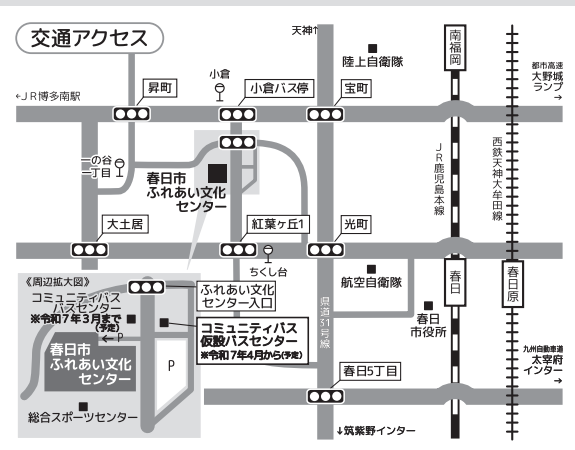 交通アクセス
天神↑
南福岡
陸上自衛隊
都市高速
大野城
ランプ
→
小倉
←JR博多南駅
昇町
小倉バス停
宝町
一の谷
一丁目
春日市
ふれあい文化
センター
JR鹿児島本線
西鉄天神大牟田線
大土居
紅葉ヶ丘1
光町
ちくし台
航空自衛隊
春日
春日原
《周辺拡大図》
コミュニティバス
バスセンター
※令和7年3月まで
(予定)
←P
ふれあい文化
センター入口
県道31号線
春日
市役所
コミュニティバス
仮設バスセンター
※令和7年4月から(予定)
春日市
ふれあい文化
センター
P
九州自動車道
太宰府
インター
→
春日5丁目
総合スポーツセンター
↓筑紫野インター